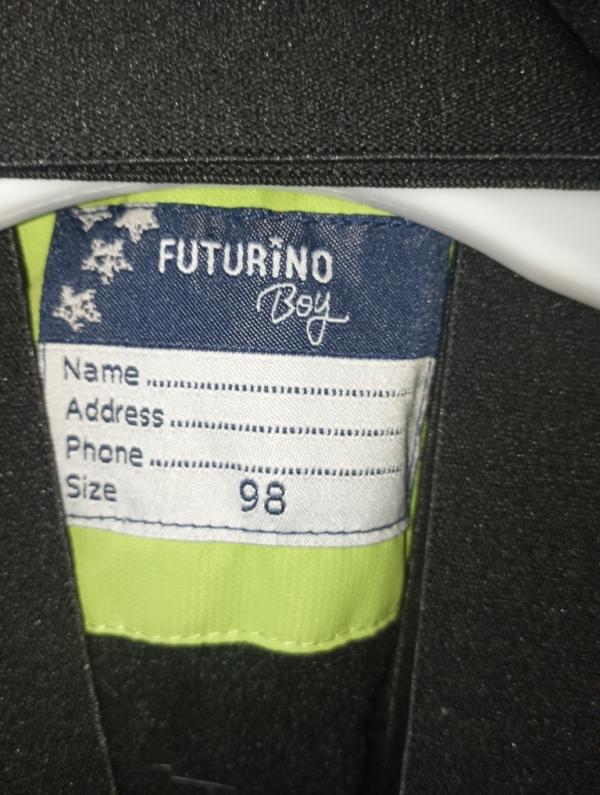 FUTURINO
Boy
Name
Address
Phone
Size 98